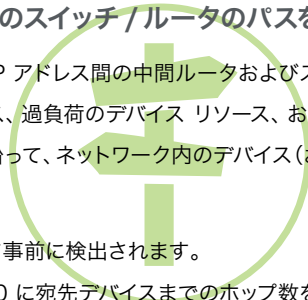 のスイッチ / ルータのパスを
P アドレス間の中間ルータおよびス
、過負荷のデバイス リソース、お
沿って、ネットワーク内のデバイス（お
事前に検出されます。
0 に宛先デバイスまでのホップ数を